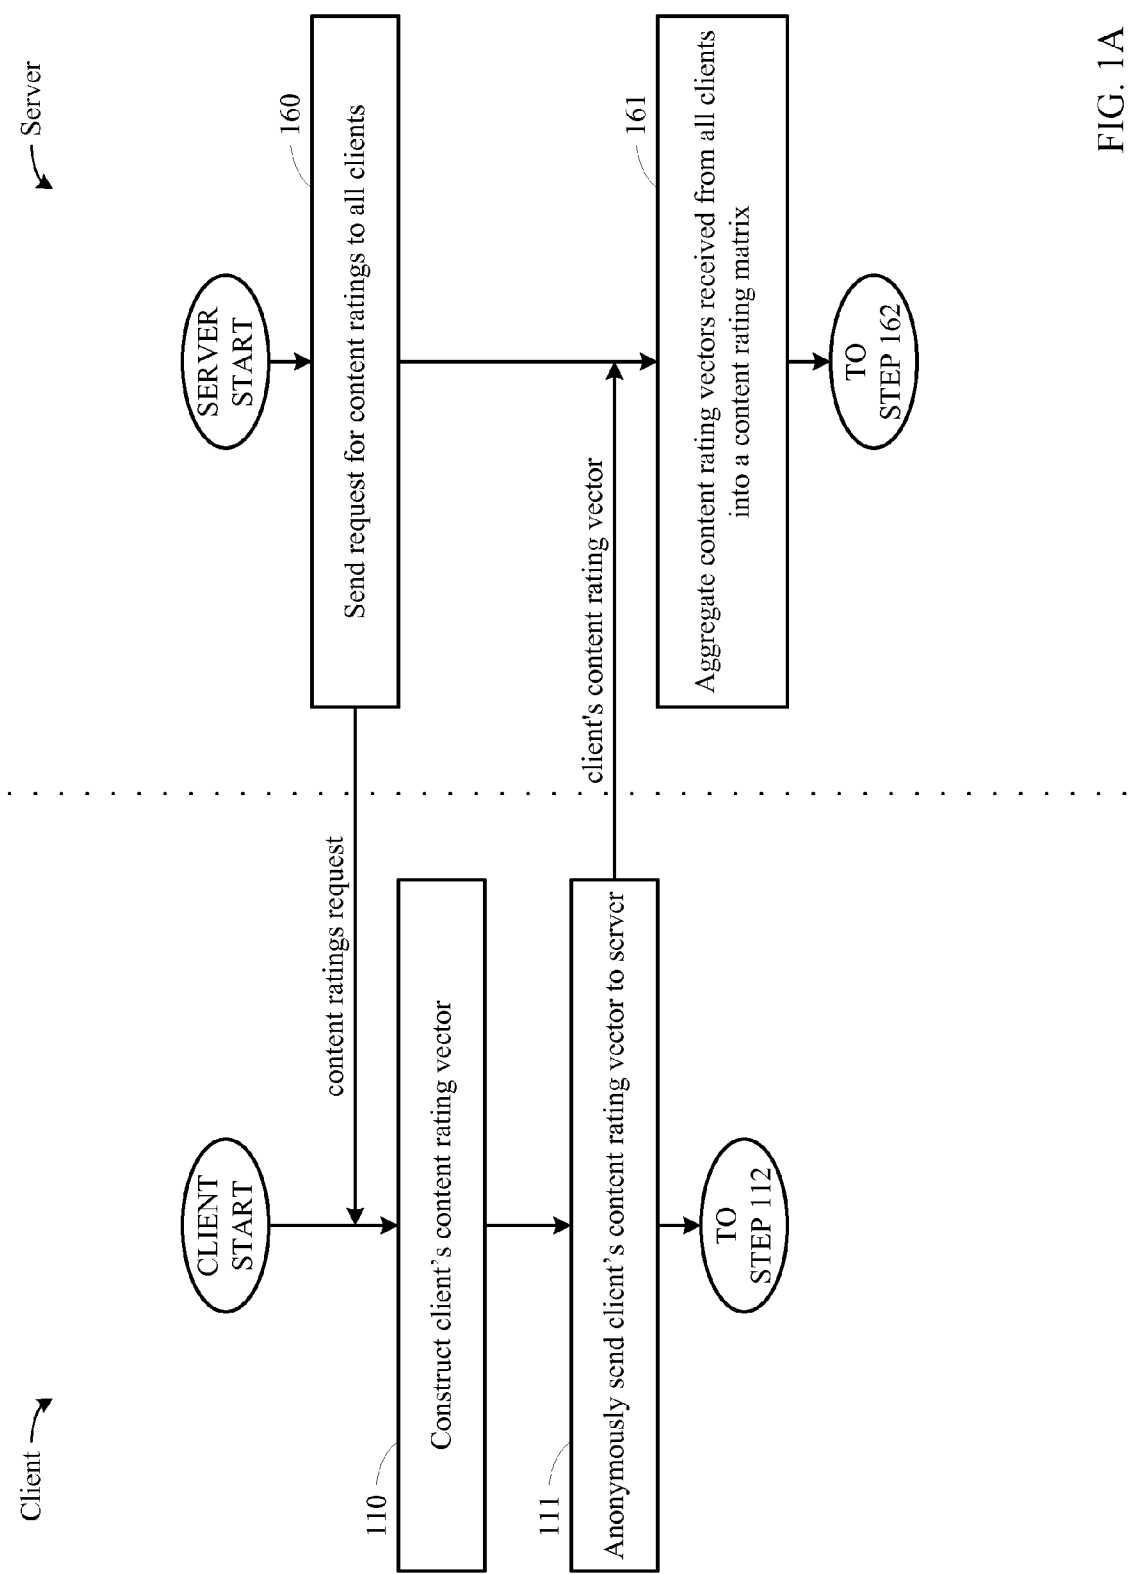 Client
Server
CLIENT
START
SERVER
START
160
Send request for content ratings to all clients
content ratings request
110
Construct client’s content rating vector
111
Anonymously send client’s content rating vector to server
client's content rating vector
161
Aggregate content rating vectors received from all clients
into a content rating matrix
TO
STEP 112
TO
STEP 162
FIG. 1A